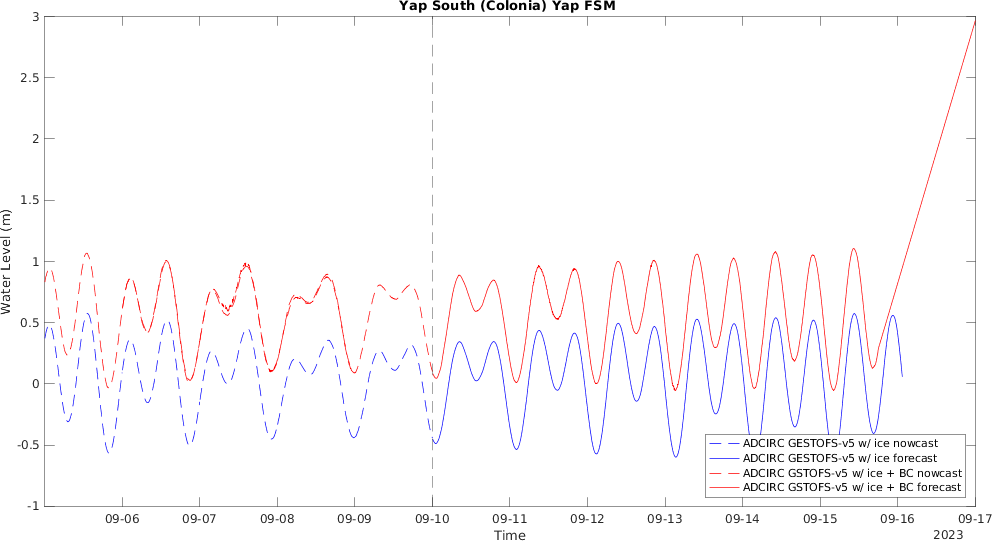 Yap South (Colonia) Yap FSM
3
2.5
2
1.5
1
0.5
0
-0.5
-1
Water Level (m)
09-06 09-07 09-08 09-09 09-10 09-11 09-12 09-13 09-14 09-15 09-16 09-17
Time
2023
ADCIRC GESTOFS-v5 w/ ice nowcast
ADCIRC GESTOFS-v5 w/ ice forecast
ADCIRC GSTOFS-v5 w/ ice + BC nowcast
ADCIRC GSTOFS-v5 w/ ice + BC forecast